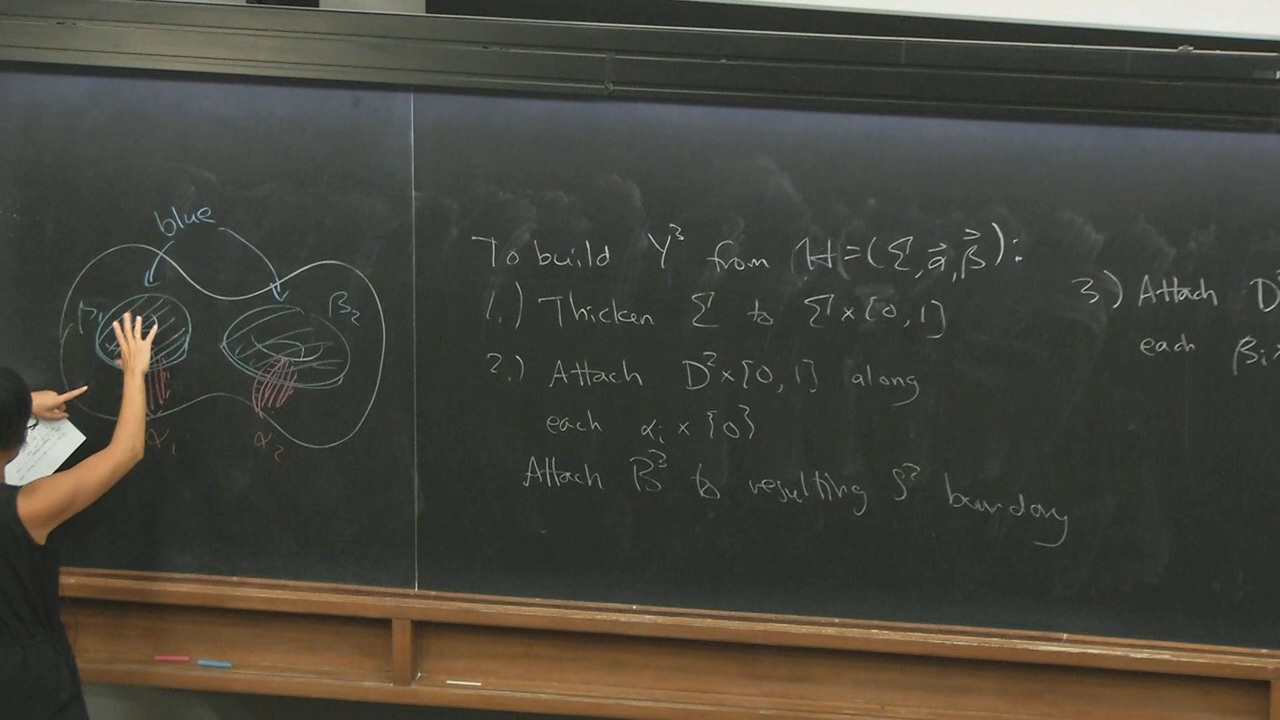 blue
β₁
β₂
α₁
α₂
To build Y³ from H=(Σ,α⃗,β⃗):
1.) Thicken Σ to Σ×[0,1]
2.) Attach D²×[0,1] along
each αᵢ × {0}
Attach B³ to resulting S² boundary
3.) Attach D
each βᵢ×